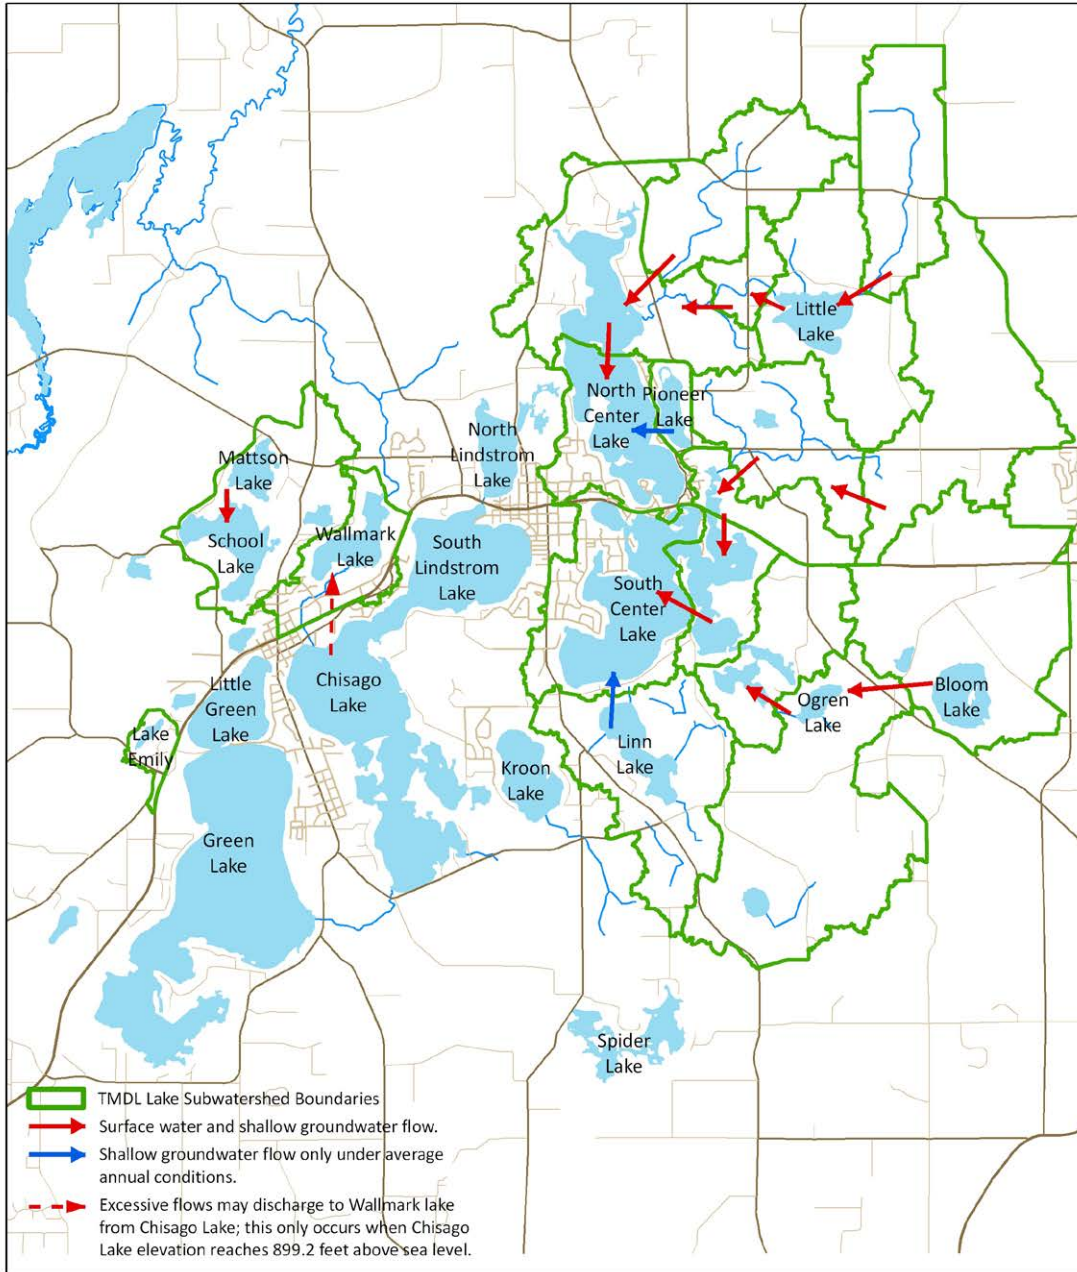 Little
Lake
North
Center
Lake
Pioneer
Lake
North
Lindstrom
Lake
Mattson
Lake
School
Lake
Wallmark
Lake
South
Lindstrom
Lake
South
Center
Lake
Chisago
Lake
Little
Green
Lake
Lake
Emily
Ogren
Lake
Bloom
Lake
Linn
Lake
Kroon
Lake
Green
Lake
Spider
Lake
TMDL Lake Subwatershed Boundaries
Surface water and shallow groundwater flow.
Shallow groundwater flow only under average
annual conditions.
Excessive flows may discharge to Wallmark lake
from Chisago Lake; this only occurs when Chisago
Lake elevation reaches 899.2 feet above sea level.